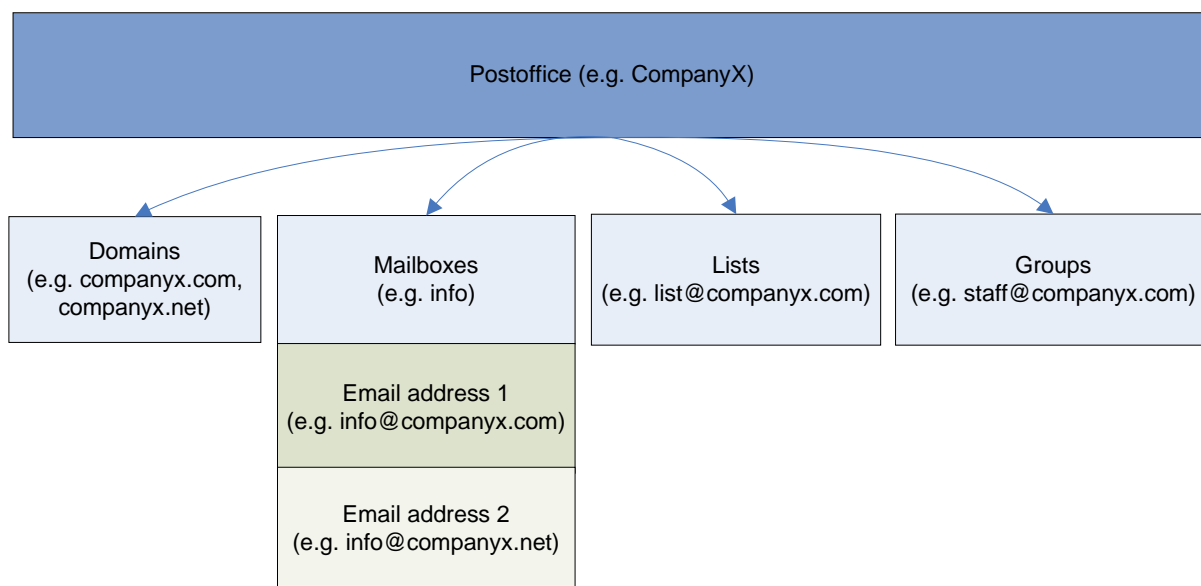 Postoffice (e.g. CompanyX)
Domains
(e.g. companyx.com,
companyx.net)
Mailboxes
(e.g. info)
Lists
(e.g. list@companyx.com)
Groups
(e.g. staff@companyx.com)
Email address 1
(e.g. info@companyx.com)
Email address 2
(e.g. info@companyx.net)